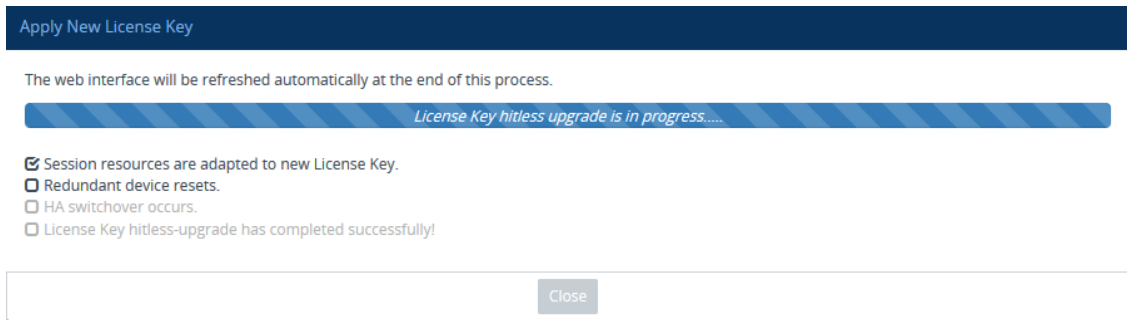 Apply New License Key
The web interface will be refreshed automatically at the end of this process.
License Key hitless upgrade is in progress.....
Session resources are adapted to new License Key.
Redundant device resets.
HA switchover occurs.
License Key hitless-upgrade has completed successfully!
Close